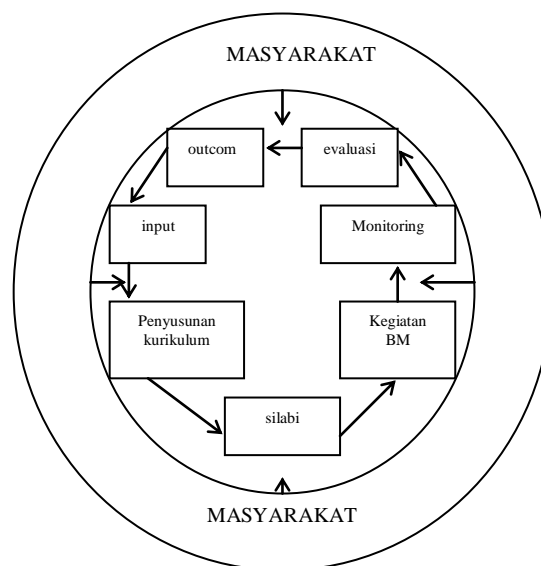 MASYARAKAT
outcom
evaluasi
input
Monitoring
Penyusunan
kurikulum
Kegiatan
BM
silabi
MASYARAKAT